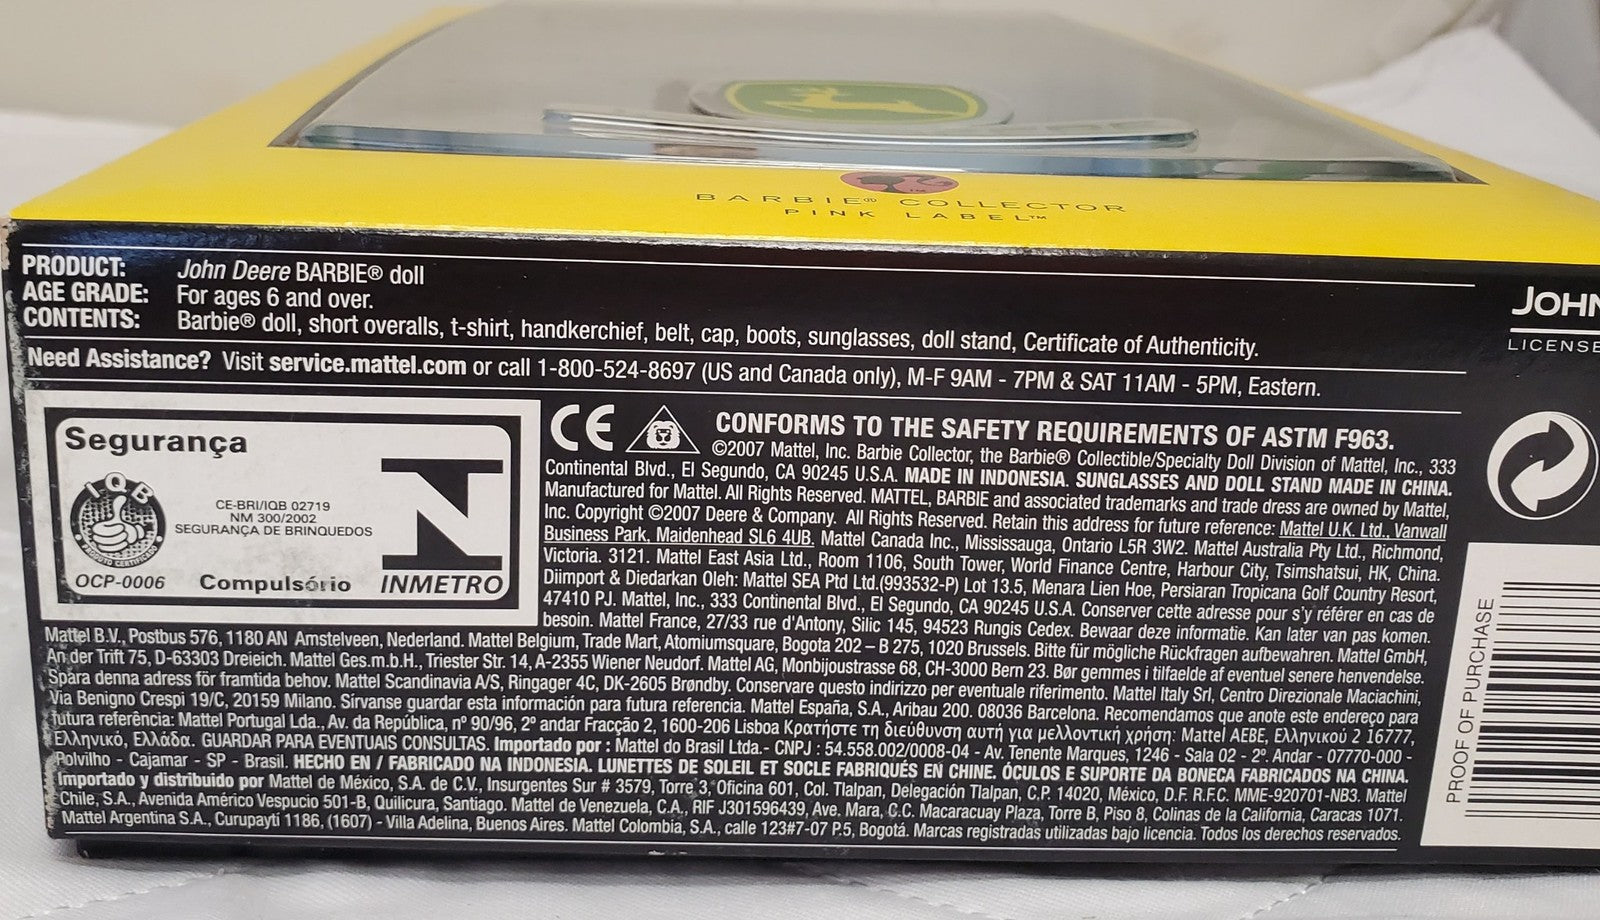 BARBIE® COLLECTOR
PINK LABEL™
PRODUCT: John Deere BARBIE® doll
AGE GRADE: For ages 6 and over.
CONTENTS: Barbie® doll, short overalls, t-shirt, handkerchief, belt, cap, boots, sunglasses, doll stand, Certificate of Authenticity.
Need Assistance? Visit service.mattel.com or call 1-800-524-8697 (US and Canada only), M-F 9AM - 7PM & SAT 11AM - 5PM, Eastern.
JOHN
LICENSE
Segurança
IQB
PRODUTO CERTIFICADO
CE-BRI/IQB 02719
NM 300/2002
SEGURANÇA DE BRINQUEDOS
OCP-0006 Compulsório INMETRO
CE CONFORMS TO THE SAFETY REQUIREMENTS OF ASTM F963.
©2007 Mattel, Inc. Barbie Collector, the Barbie® Collectible/Specialty Doll Division of Mattel, Inc., 333
Continental Blvd., El Segundo, CA 90245 U.S.A. MADE IN INDONESIA. SUNGLASSES AND DOLL STAND MADE IN CHINA.
Manufactured for Mattel. All Rights Reserved. MATTEL, BARBIE and associated trademarks and trade dress are owned by Mattel,
Inc. Copyright ©2007 Deere & Company. All Rights Reserved. Retain this address for future reference: Mattel U.K. Ltd., Vanwall
Business Park, Maidenhead SL6 4UB. Mattel Canada Inc., Mississauga, Ontario L5R 3W2. Mattel Australia Pty Ltd., Richmond,
Victoria. 3121. Mattel East Asia Ltd., Room 1106, South Tower, World Finance Centre, Harbour City, Tsimshatsui, HK, China.
Diimport & Diedarkan Oleh: Mattel SEA Ptd Ltd.(993532-P) Lot 13.5, Menara Lien Hoe, Persiaran Tropicana Golf Country Resort,
47410 PJ. Mattel, Inc., 333 Continental Blvd., El Segundo, CA 90245 U.S.A. Conserver cette adresse pour s'y référer en cas de
besoin. Mattel France, 27/33 rue d'Antony, Silic 145, 94523 Rungis Cedex. Bewaar deze informatie. Kan later van pas komen.
Mattel B.V., Postbus 576, 1180 AN Amstelveen, Nederland. Mattel Belgium, Trade Mart, Atomiumsquare, Bogota 202 – B 275, 1020 Brussels. Bitte für mögliche Rückfragen aufbewahren. Mattel GmbH,
An der Trift 75, D-63303 Dreieich. Mattel Ges.m.b.H., Triester Str. 14, A-2355 Wiener Neudorf. Mattel AG, Monbijoustrasse 68, CH-3000 Bern 23. Bør gemmes i tilfaelde af eventuel senere henvendelse.
Spara denna adress för framtida behov. Mattel Scandinavia A/S, Ringager 4C, DK-2605 Brøndby. Conservare questo indirizzo per eventuale riferimento. Mattel Italy Srl, Centro Direzionale Maciachini,
Via Benigno Crespi 19/C, 20159 Milano. Sírvanse guardar esta información para futura referencia. Mattel España, S.A., Aribau 200. 08036 Barcelona. Recomendamos que anote este endereço para
futura referência: Mattel Portugal Lda., Av. da República, nº 90/96, 2º andar Fracção 2, 1600-206 Lisboa Κρατήστε τη διεύθυνση αυτή για μελλοντική χρήση: Mattel AEBE, Ελληνικού 2 16777,
Ελληνικό, Ελλάδα. GUARDAR PARA EVENTUAIS CONSULTAS. Importado por : Mattel do Brasil Ltda.- CNPJ : 54.558.002/0008-04 - Av. Tenente Marques, 1246 - Sala 02 - 2º. Andar - 07770-000 -
Polvilho - Cajamar - SP - Brasil. HECHO EN / FABRICADO NA INDONESIA. LUNETTES DE SOLEIL ET SOCLE FABRIQUÉS EN CHINE. ÓCULOS E SUPORTE DA BONECA FABRICADOS NA CHINA.
Importado y distribuido por Mattel de México, S.A. de C.V., Insurgentes Sur # 3579, Torre 3, Oficina 601, Col. Tlalpan, Delegación Tlalpan, C.P. 14020, México, D.F. R.F.C. MME-920701-NB3. Mattel
Chile, S.A., Avenida Américo Vespucio 501-B, Quilicura, Santiago. Mattel de Venezuela, C.A., RIF J301596439, Ave. Mara, C.C. Macaracuay Plaza, Torre B, Piso 8, Colinas de la California, Caracas 1071.
Mattel Argentina S.A., Curupayti 1186, (1607) - Villa Adelina, Buenos Aires. Mattel Colombia, S.A., calle 123#7-07 P.5, Bogotá. Marcas registradas utilizadas bajo licencia. Todos los derechos reservados.
PROOF OF PURCHASE